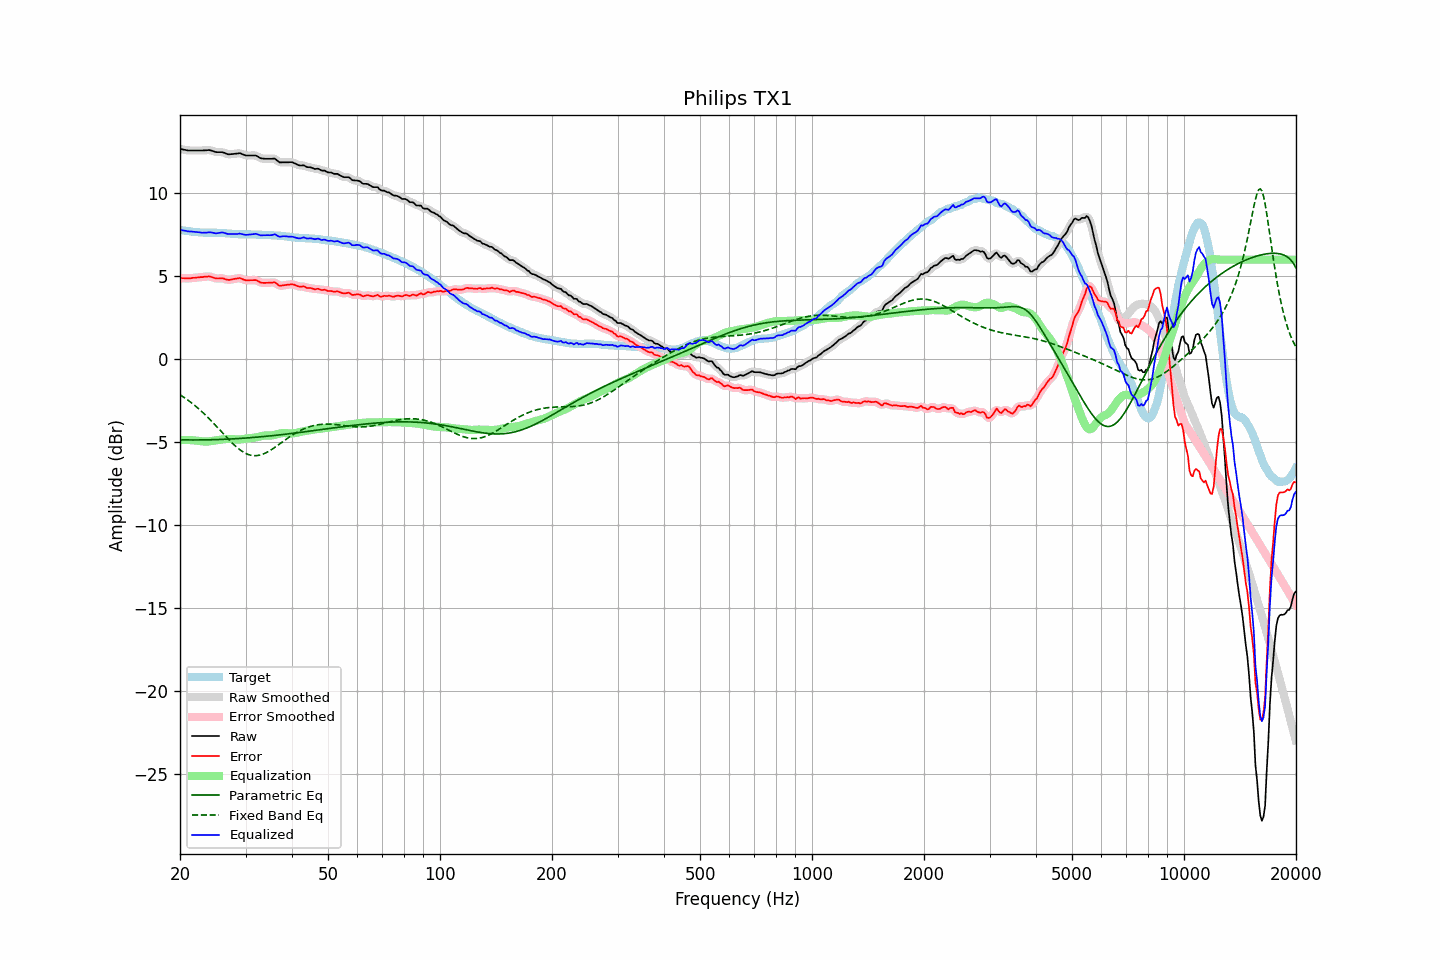 Philips TX1
Amplitude (dBr)
10
5
0
−5
−10
−15
−20
−25
Target
Raw Smoothed
Error Smoothed
Raw
Error
Equalization
Parametric Eq
Fixed Band Eq
Equalized
20 50 100 200 500 1000 2000 5000 10000 20000
Frequency (Hz)